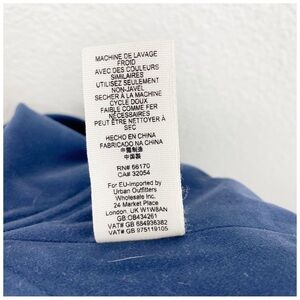 MACHINE DE LAVAGE
FROID
AVEC DES COULEURS
SIMILAIRES
UTILISEZ SEULEMENT
NON-JAVEL
SECHER À LA MACHINE
CYCLE DOUX
FAIBLE COMME FER
NÉCESSAIRES
PEUT ÊTRE NETTOYER À
SEC
HECHO EN CHINA
FABRICADO NA CHINA
中國制造
中国製
RN# 66170
CA# 32054
For EU-imported by
Urban Outfitters
Wholesale Inc.
24 Market Place
London. UK W1W8AN
GB:OB434261
VAT# GB 654936382
VAT# GB 975119105